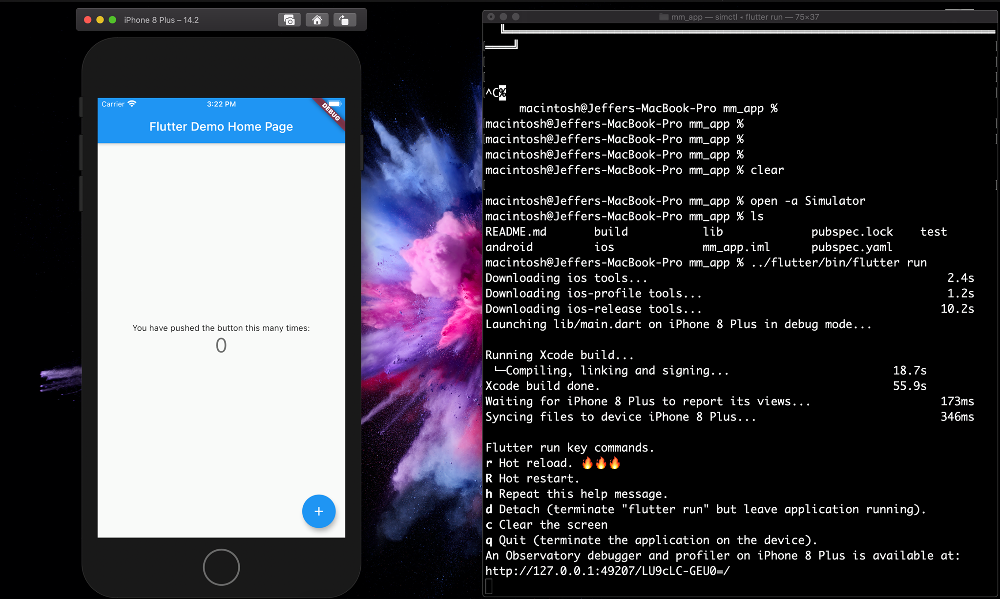 iPhone 8 Plus – 14.2
Carrier
3:22 PM
DEBUG
Flutter Demo Home Page
You have pushed the button this many times:
0
+
mm_app — simctl ◂ flutter run — 75×37
^C%
macintosh@Jeffers-MacBook-Pro mm_app %
macintosh@Jeffers-MacBook-Pro mm_app %
macintosh@Jeffers-MacBook-Pro mm_app %
macintosh@Jeffers-MacBook-Pro mm_app %
macintosh@Jeffers-MacBook-Pro mm_app % clear
macintosh@Jeffers-MacBook-Pro mm_app % open -a Simulator
macintosh@Jeffers-MacBook-Pro mm_app % ls
README.md build lib pubspec.lock test
android ios mm_app.iml pubspec.yaml
macintosh@Jeffers-MacBook-Pro mm_app % ../flutter/bin/flutter run
Downloading ios tools... 2.4s
Downloading ios-profile tools... 1.2s
Downloading ios-release tools... 10.2s
Launching lib/main.dart on iPhone 8 Plus in debug mode...
Running Xcode build...
└─Compiling, linking and signing... 18.7s
Xcode build done. 55.9s
Waiting for iPhone 8 Plus to report its views... 173ms
Syncing files to device iPhone 8 Plus... 346ms
Flutter run key commands.
r Hot reload. 🔥🔥🔥
R Hot restart.
h Repeat this help message.
d Detach (terminate "flutter run" but leave application running).
c Clear the screen
q Quit (terminate the application on the device).
An Observatory debugger and profiler on iPhone 8 Plus is available at:
http://127.0.0.1:49207/LU9cLC-GEU0=/